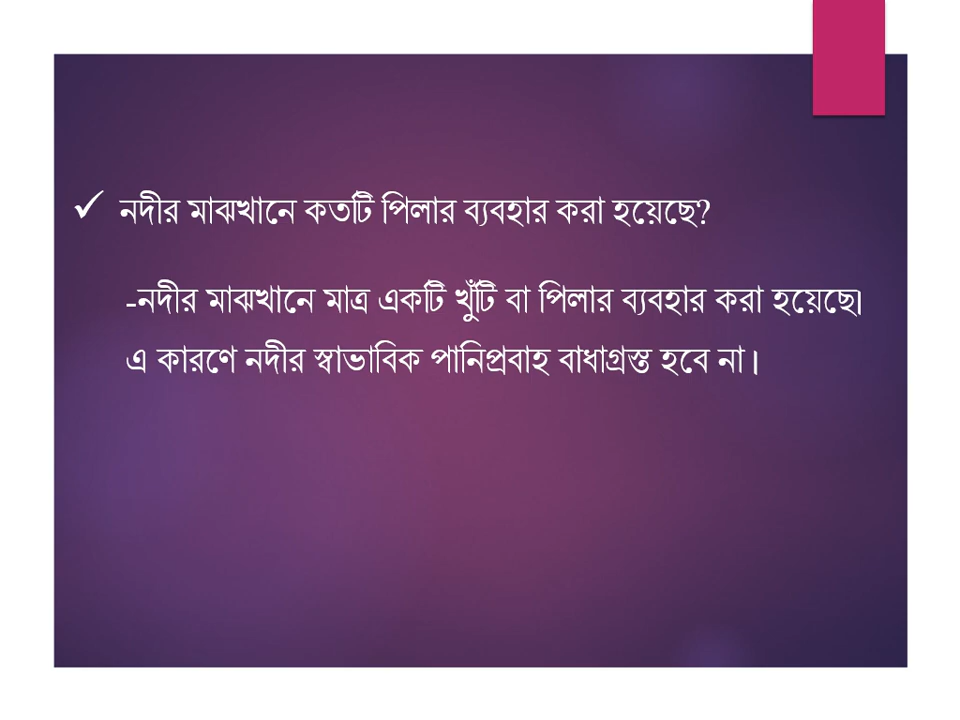 ✓ নদীর মাঝখানে কতটি পিলার ব্যবহার করা হয়েছে?
-নদীর মাঝখানে মাত্র একটি খুঁটি বা পিলার ব্যবহার করা হয়েছে।
এ কারণে নদীর স্বাভাবিক পানিপ্রবাহ বাধাগ্রস্ত হবে না।